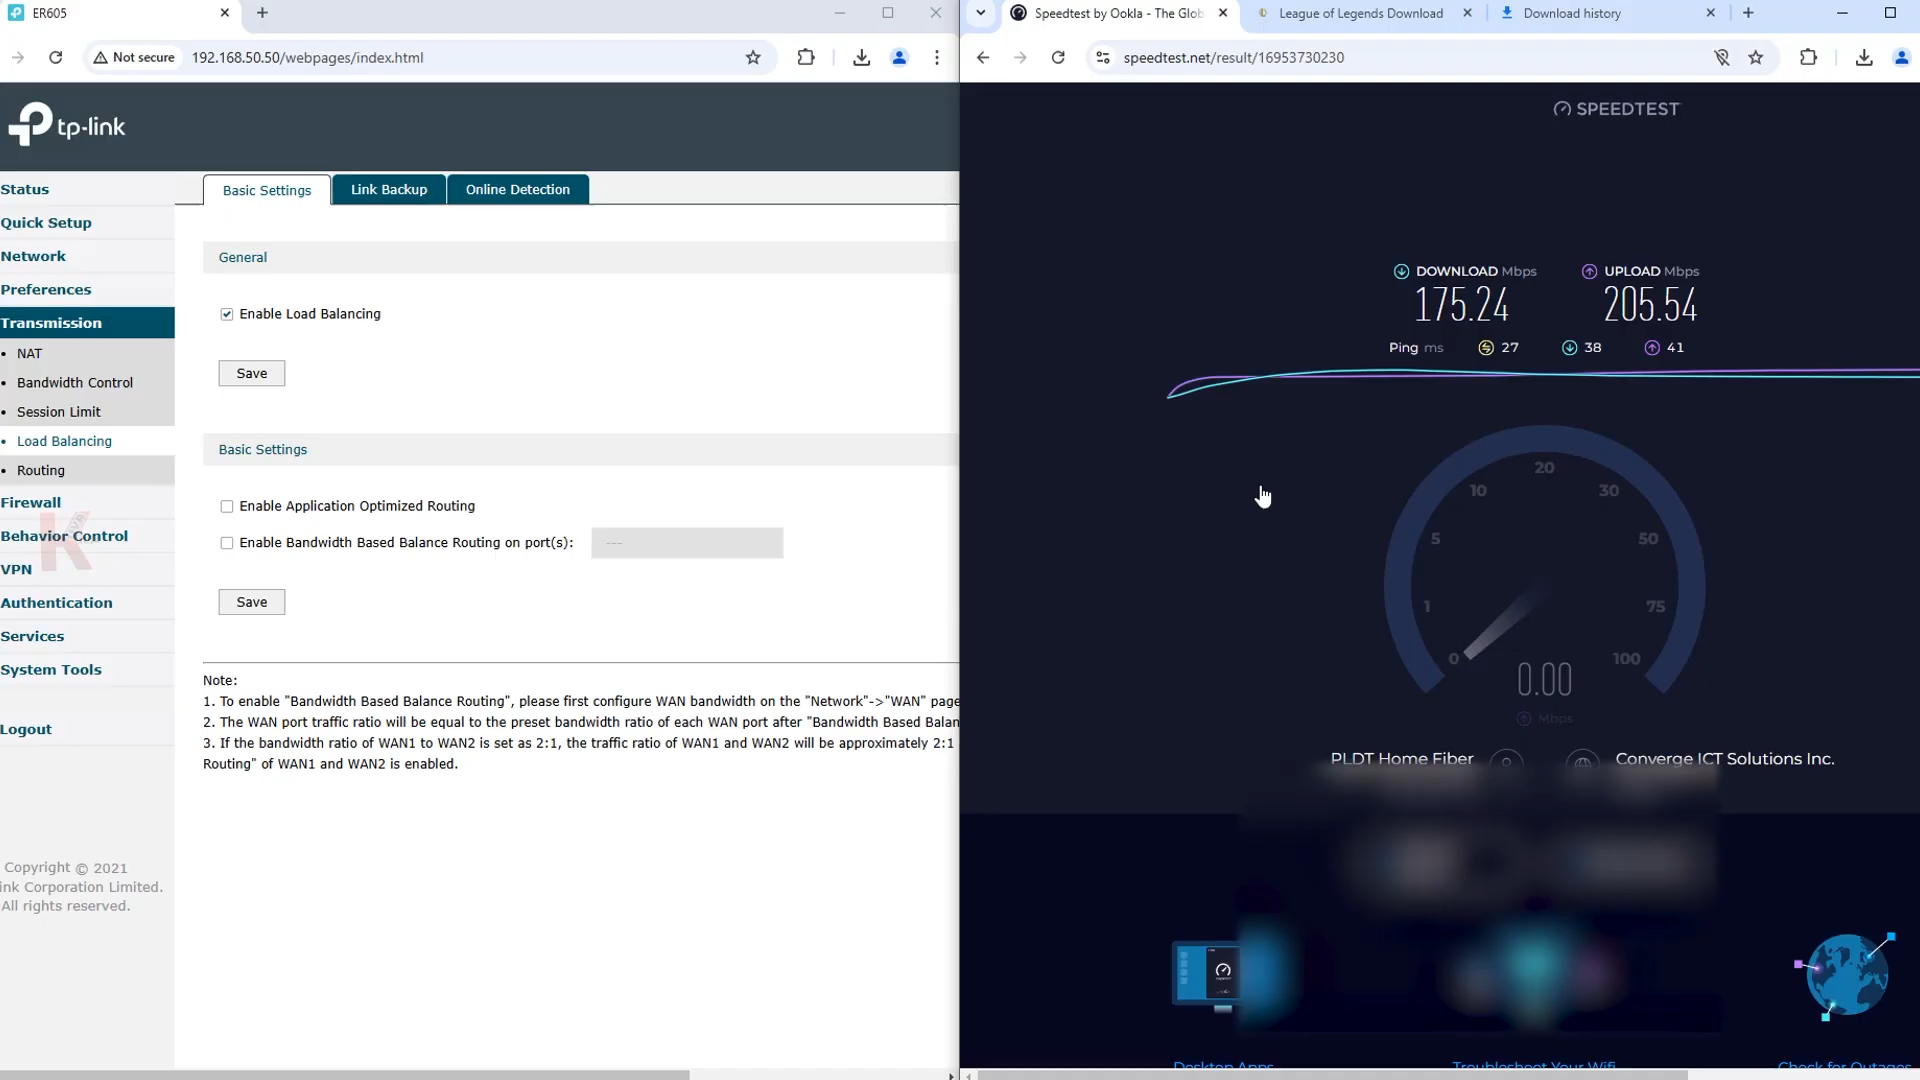 ER605
Not secure
192.168.50.50/webpages/index.html
tp-link
Status
Quick Setup
Network
Preferences
Transmission
• NAT
• Bandwidth Control
• Session Limit
• Load Balancing
• Routing
Firewall
Behavior Control
VPN
Authentication
Services
System Tools
Logout
Copyright © 2021
ink Corporation Limited.
All rights reserved.
Basic Settings
Link Backup
Online Detection
General
Enable Load Balancing
Save
Basic Settings
Enable Application Optimized Routing
Enable Bandwidth Based Balance Routing on port(s):
---
Save
Note:
1. To enable "Bandwidth Based Balance Routing", please first configure WAN bandwidth on the "Network"->"WAN" page
2. The WAN port traffic ratio will be equal to the preset bandwidth ratio of each WAN port after "Bandwidth Based Balan
3. If the bandwidth ratio of WAN1 to WAN2 is set as 2:1, the traffic ratio of WAN1 and WAN2 will be approximately 2:1
Routing" of WAN1 and WAN2 is enabled.
Speedtest by Ookla - The Glob
League of Legends Download
Download history
speedtest.net/result/16953730230
SPEEDTEST
DOWNLOAD Mbps
175.24
UPLOAD Mbps
205.54
Ping ms
27
38
41
0
1
5
10
20
30
50
75
100
0.00
Mbps
PLDT Home Fiber
Converge ICT Solutions Inc.
Desktop Apps
Troubleshoot Your Wifi
Check for Outages